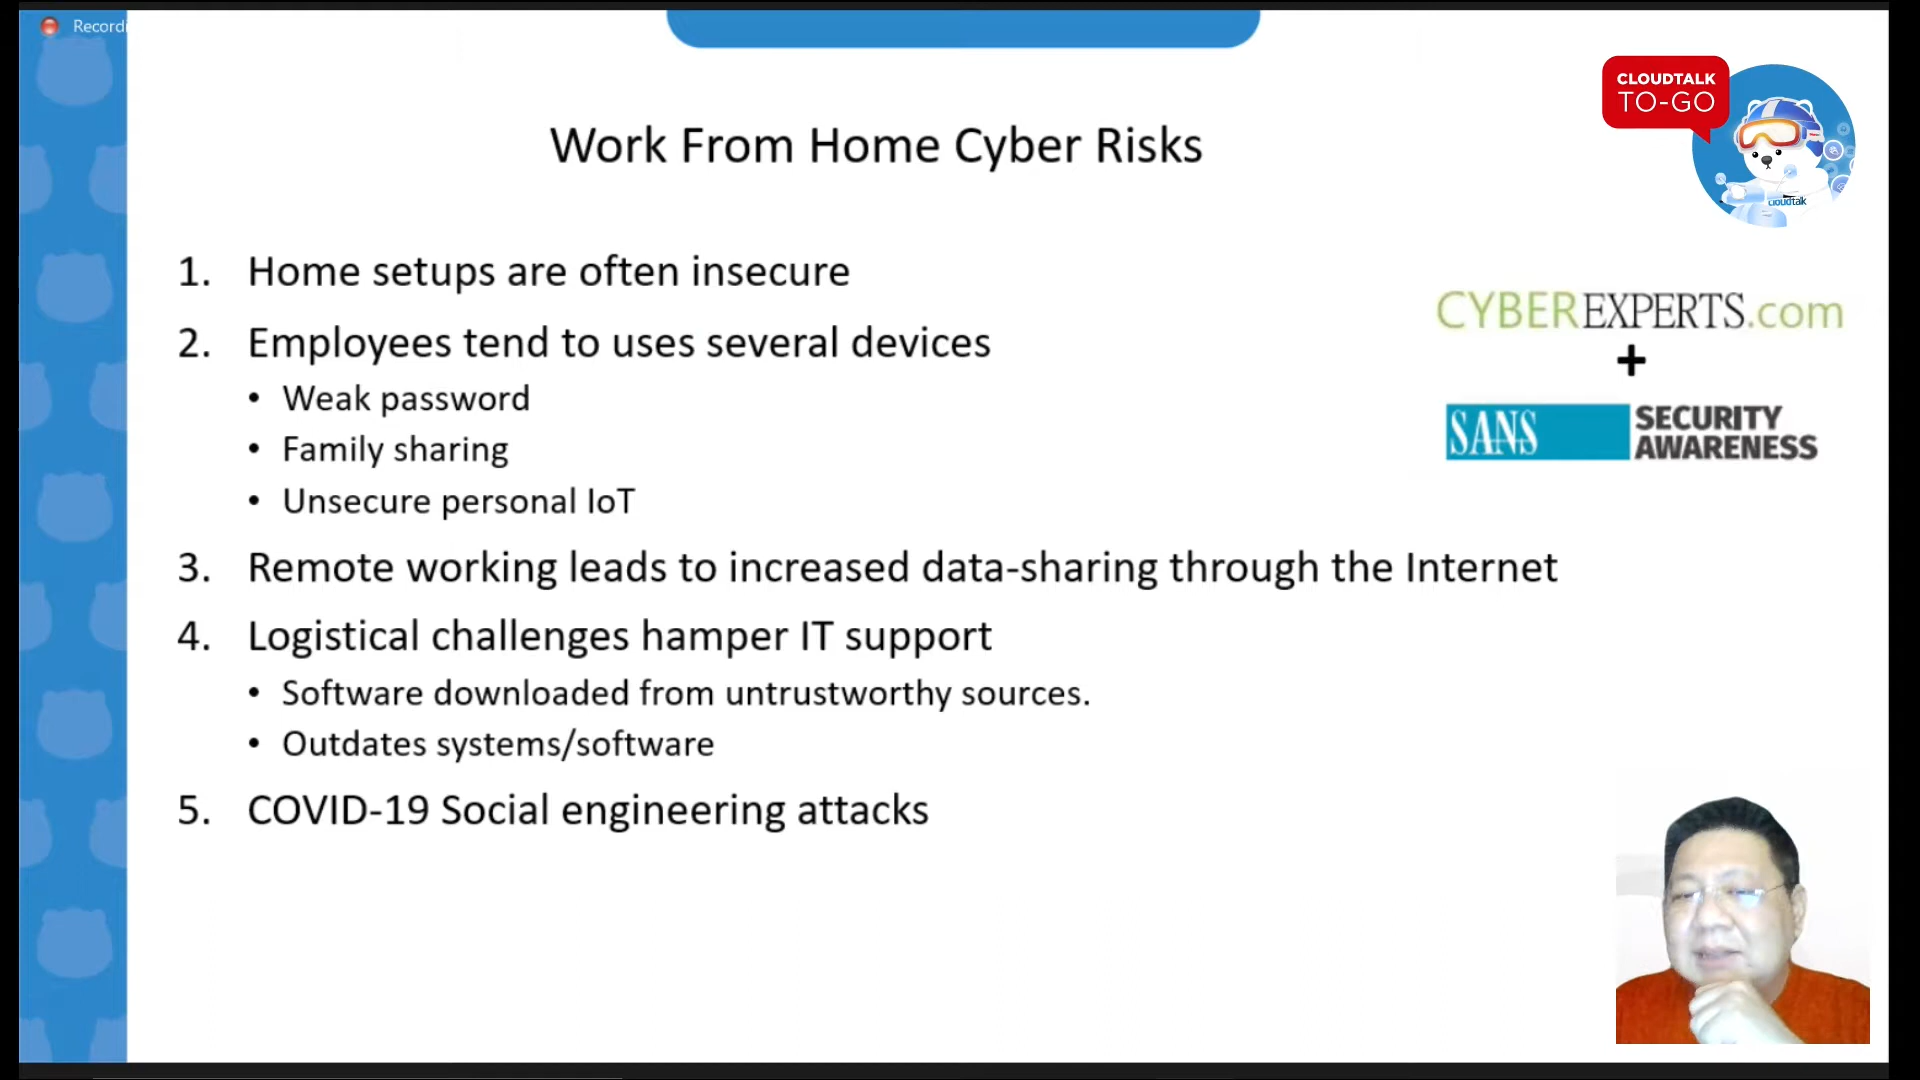 Recordi
CLOUDTALK
TO-GO
cloudtalk
Work From Home Cyber Risks
1. Home setups are often insecure
2. Employees tend to uses several devices
• Weak password
• Family sharing
• Unsecure personal IoT
3. Remote working leads to increased data-sharing through the Internet
4. Logistical challenges hamper IT support
• Software downloaded from untrustworthy sources.
• Outdates systems/software
5. COVID-19 Social engineering attacks
CYBEREXPERTS.com
+
SANS SECURITY
AWARENESS